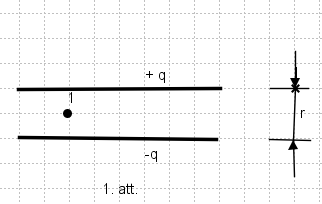 + q
1
r
-q
1. att.